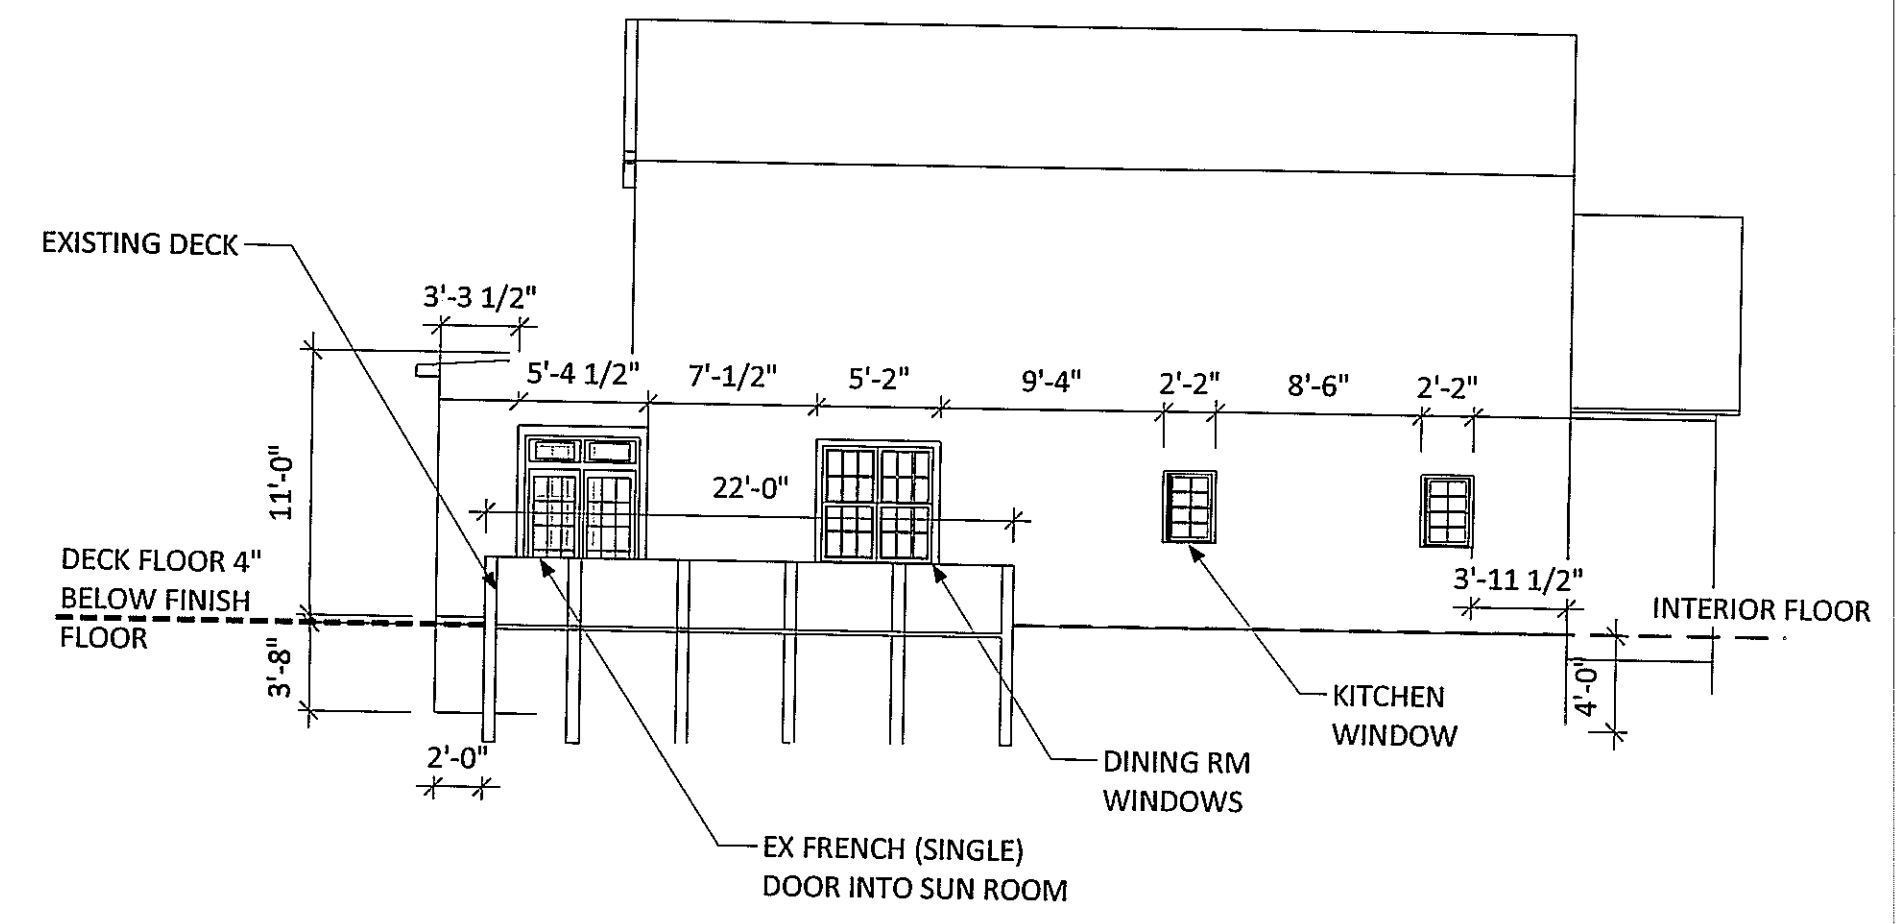 EXISTING DECK
3'-3 1/2"
5'-4 1/2"
7'-1/2"
5'-2"
9'-4"
2'-2"
8'-6"
2'-2"
11'-0"
22'-0"
DECK FLOOR 4"
BELOW FINISH
FLOOR
3'-8"
3'-11 1/2"
INTERIOR FLOOR
4'-0"
2'-0"
KITCHEN
WINDOW
DINING RM
WINDOWS
EX FRENCH (SINGLE)
DOOR INTO SUN ROOM